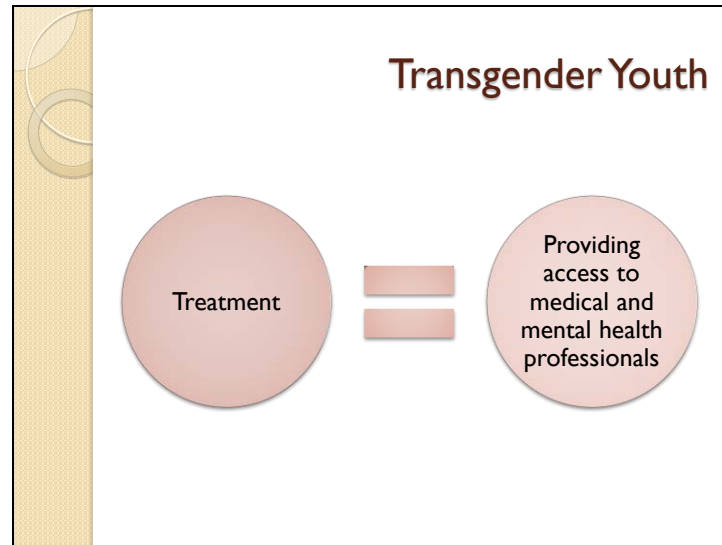 Transgender Youth
Treatment
Providing
access to
medical and
mental health
professionals